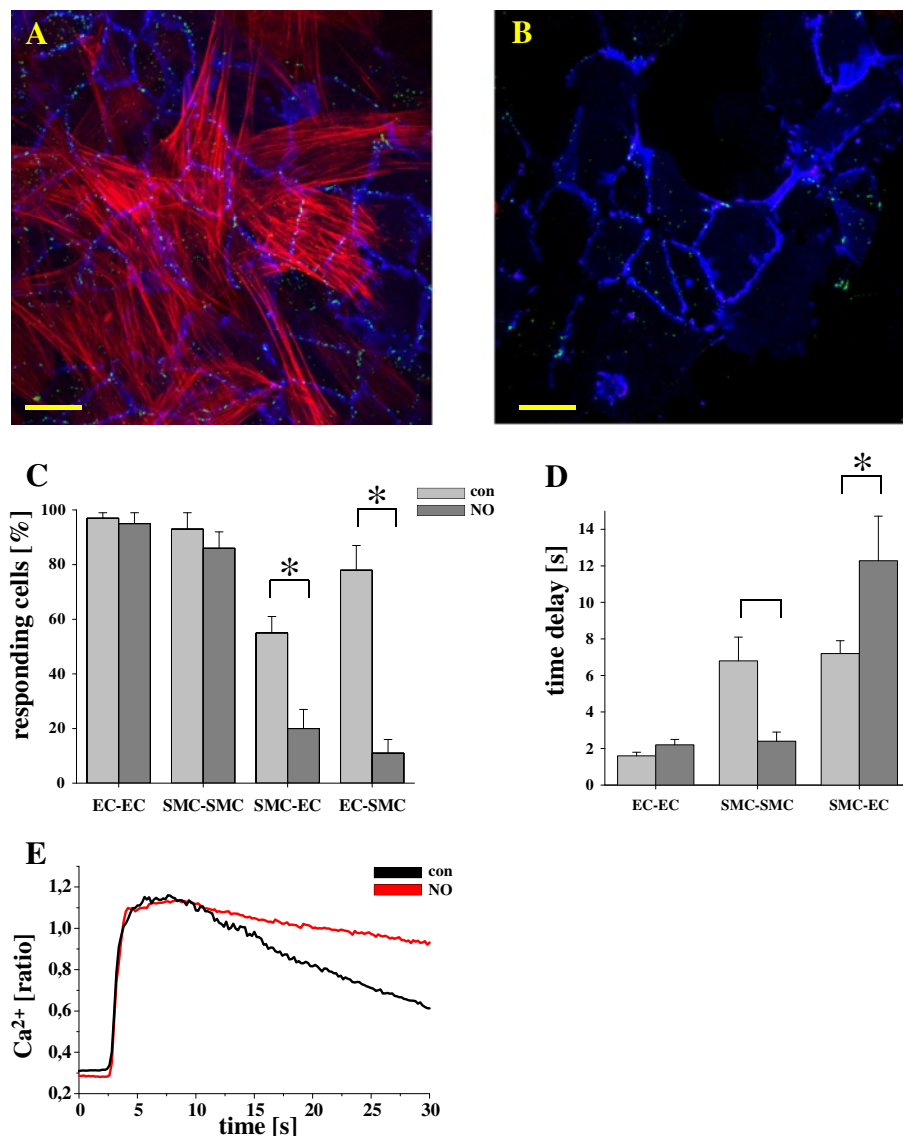 A
B
C
con
NO
responding cells [%]
100
80
60
40
20
0
*
*
EC-EC
SMC-SMC
SMC-EC
EC-SMC
D
time delay [s]
14
12
10
8
6
4
2
0
*
EC-EC
SMC-SMC
SMC-EC
E
con
NO
Ca2+ [ratio]
1,2
1,0
0,8
0,6
0,4
0,2
0
5
10
15
20
25
30
time [s]